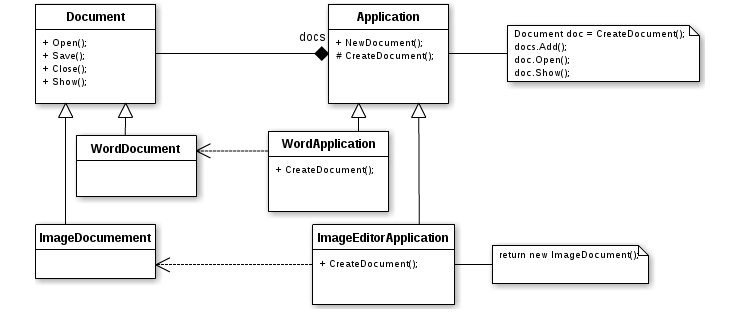 Document
+ Open();
+ Save();
+ Close();
+ Show();
docs
Application
+ NewDocument();
# CreateDocument();
Document doc = CreateDocument();
docs.Add();
doc.Open();
doc.Show();
WordDocument
WordApplication
+ CreateDocument();
ImageDocumement
ImageEditorApplication
+ CreateDocument();
return new ImageDocument();